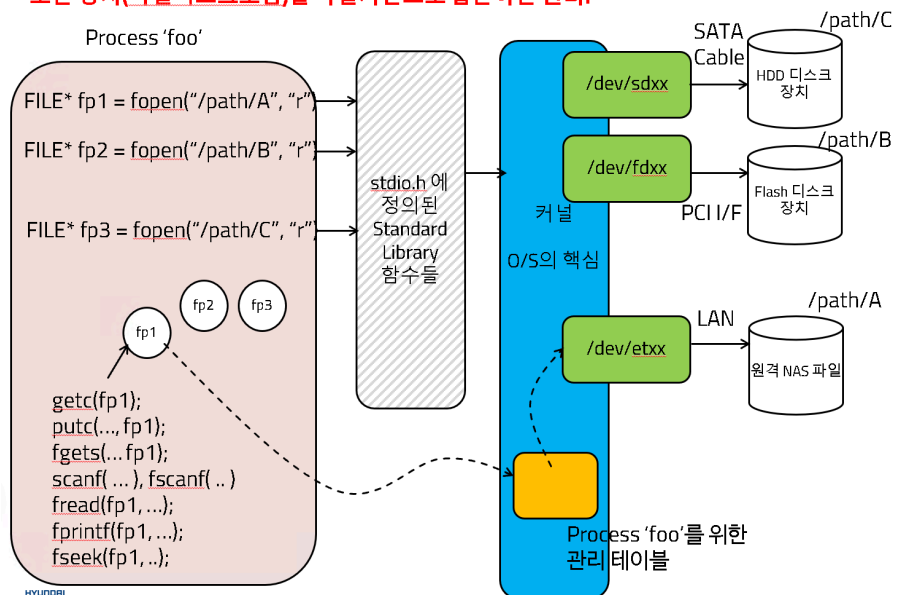 Process ‘foo’
FILE* fp1 = fopen(“/path/A”, “r”)
FILE* fp2 = fopen(“/path/B”, “r”)
FILE* fp3 = fopen(“/path/C”, “r”)
fp1
fp2
fp3
getc(fp1);
putc(…, fp1);
fgets(… fp1);
scanf( … ), fscanf( .. )
fread(fp1, …);
fprintf(fp1, …);
fseek(fp1, ..);
stdio.h 에
정의된
Standard
Library
함수들
커널
O/S의 핵심
/dev/sdxx
/dev/fdxx
/dev/etxx
SATA
Cable
PCI I/F
LAN
/path/C
HDD 디스크
장치
/path/B
Flash 디스크
장치
/path/A
원격 NAS 파일
Process ‘foo’를 위한
관리 테이블
HYUNDAI